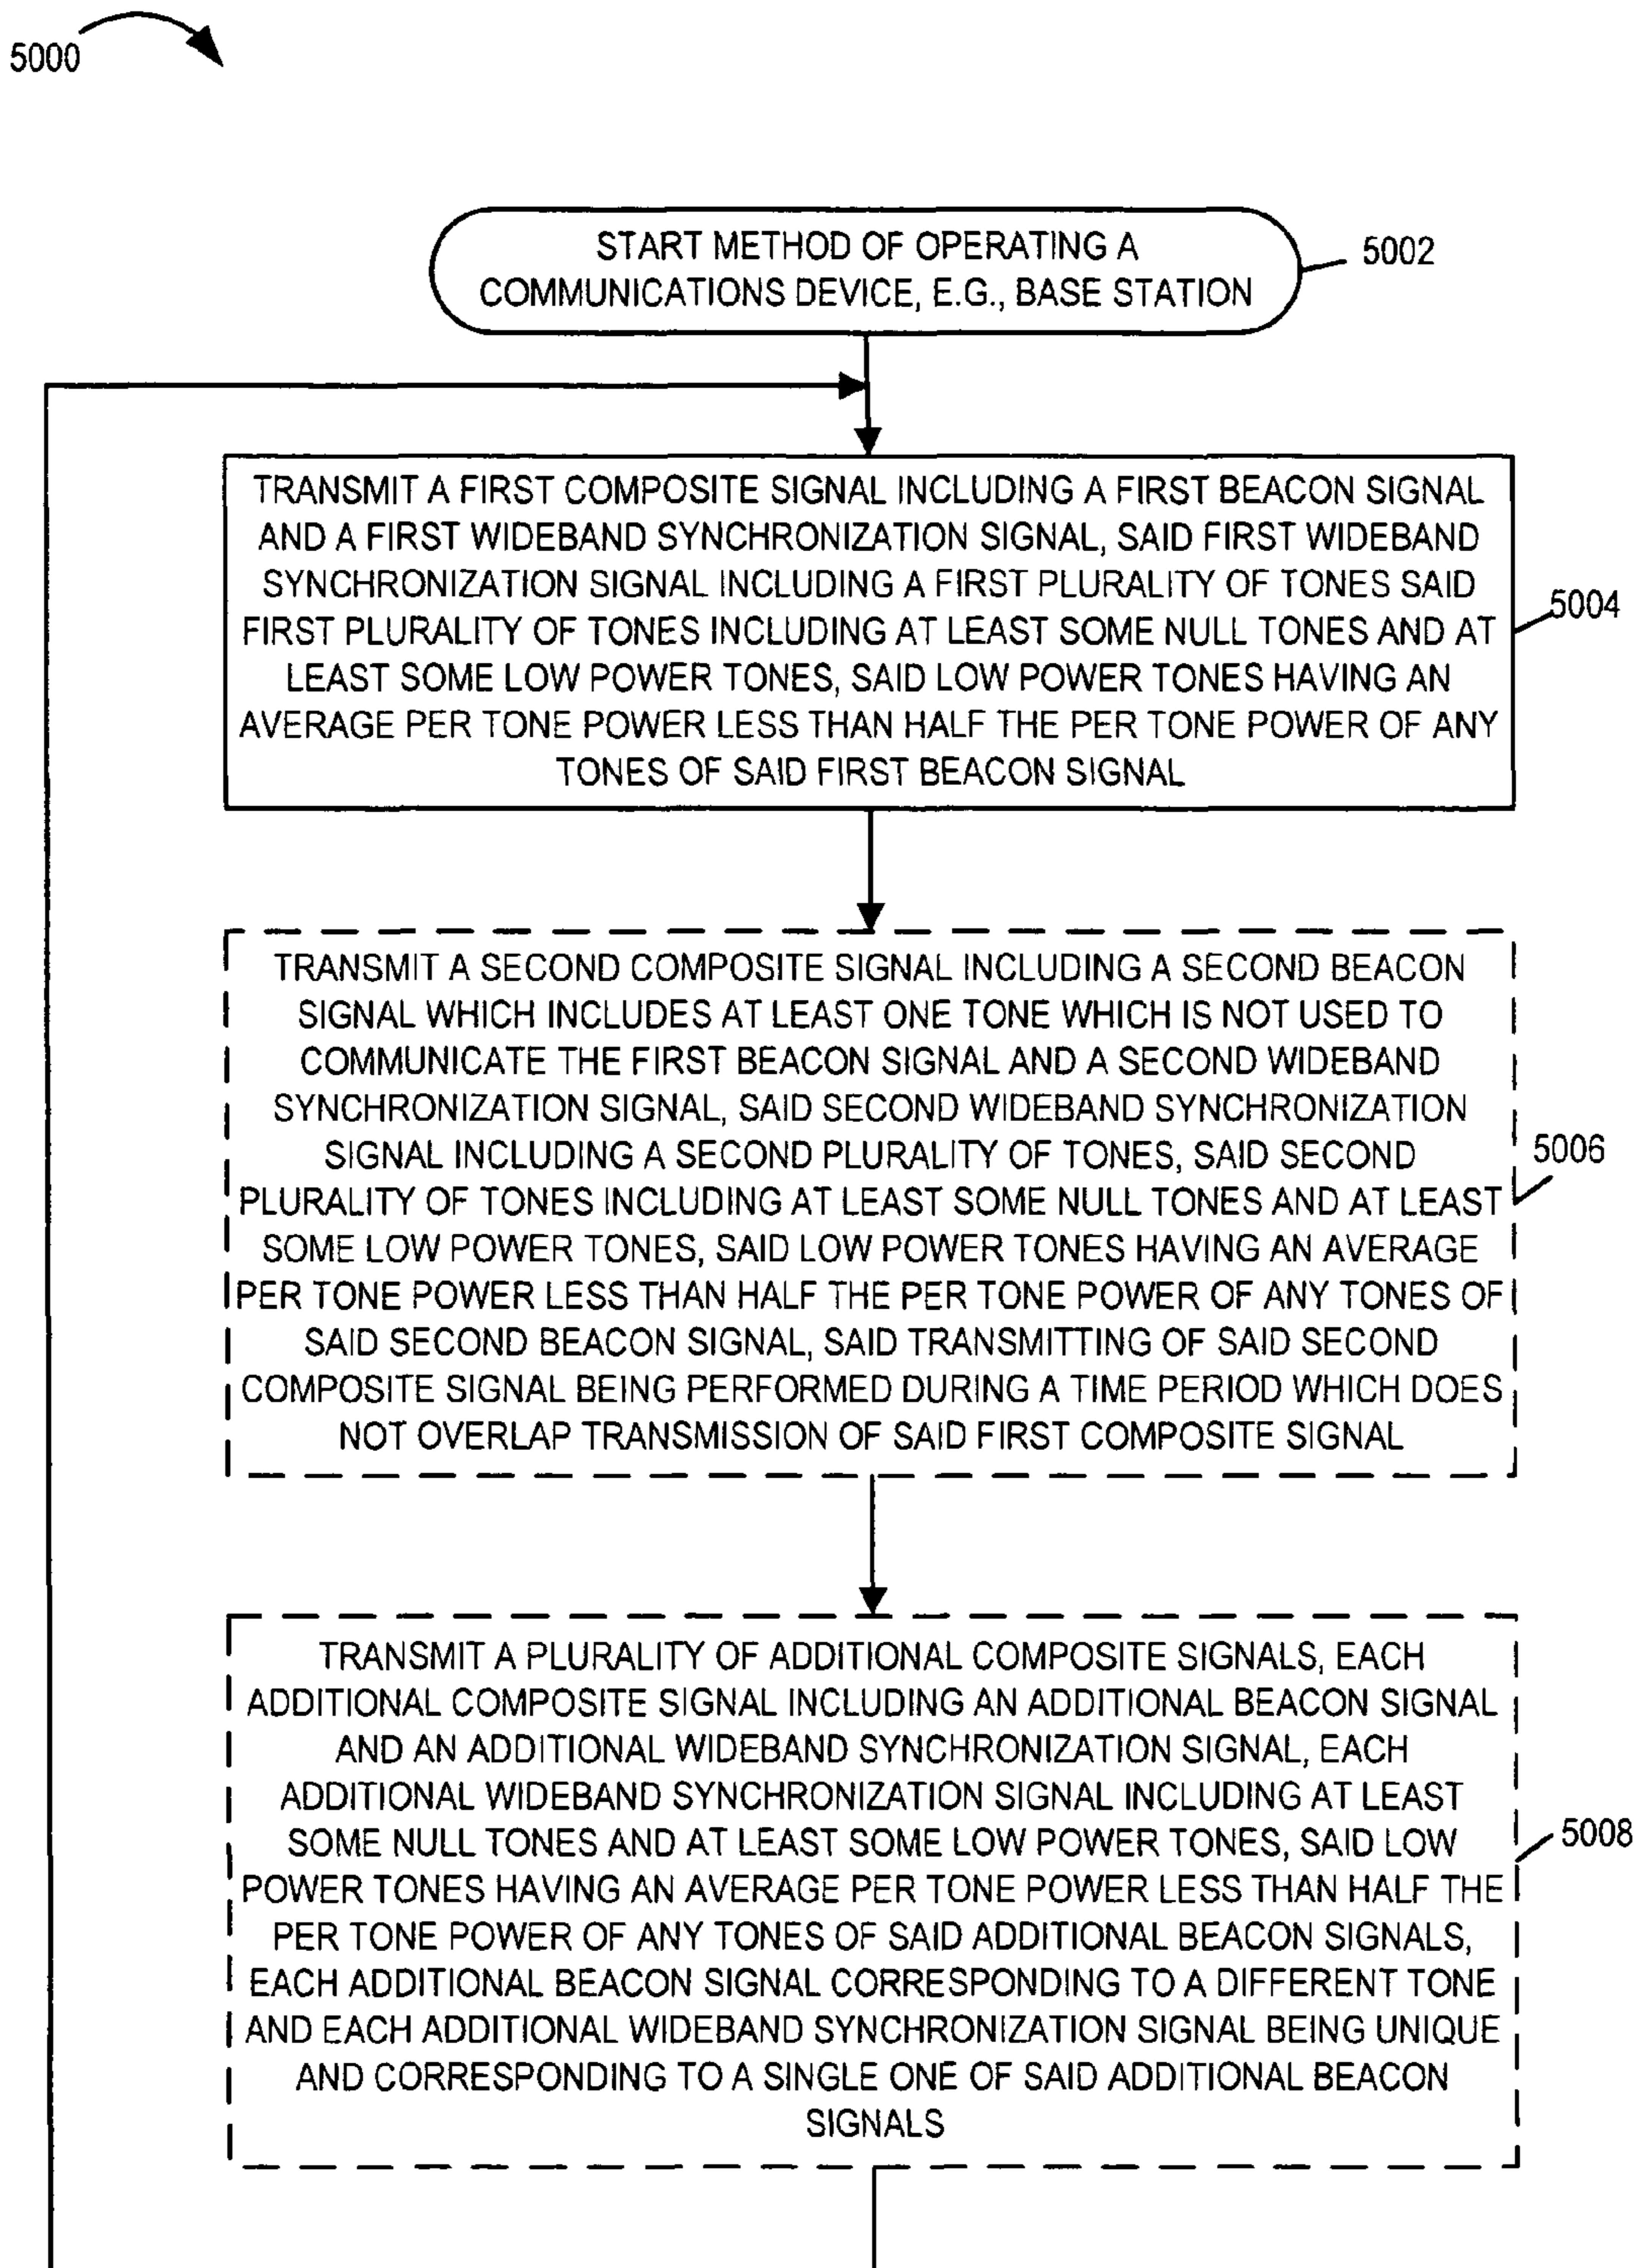 5000
START METHOD OF OPERATING A
COMMUNICATIONS DEVICE, E.G., BASE STATION
5002
TRANSMIT A FIRST COMPOSITE SIGNAL INCLUDING A FIRST BEACON SIGNAL
AND A FIRST WIDEBAND SYNCHRONIZATION SIGNAL, SAID FIRST WIDEBAND
SYNCHRONIZATION SIGNAL INCLUDING A FIRST PLURALITY OF TONES SAID
FIRST PLURALITY OF TONES INCLUDING AT LEAST SOME NULL TONES AND AT
LEAST SOME LOW POWER TONES, SAID LOW POWER TONES HAVING AN
AVERAGE PER TONE POWER LESS THAN HALF THE PER TONE POWER OF ANY
TONES OF SAID FIRST BEACON SIGNAL
5004
TRANSMIT A SECOND COMPOSITE SIGNAL INCLUDING A SECOND BEACON
SIGNAL WHICH INCLUDES AT LEAST ONE TONE WHICH IS NOT USED TO
COMMUNICATE THE FIRST BEACON SIGNAL AND A SECOND WIDEBAND
SYNCHRONIZATION SIGNAL, SAID SECOND WIDEBAND SYNCHRONIZATION
SIGNAL INCLUDING A SECOND PLURALITY OF TONES, SAID SECOND
PLURALITY OF TONES INCLUDING AT LEAST SOME NULL TONES AND AT LEAST
SOME LOW POWER TONES, SAID LOW POWER TONES HAVING AN AVERAGE
PER TONE POWER LESS THAN HALF THE PER TONE POWER OF ANY TONES OF
SAID SECOND BEACON SIGNAL, SAID TRANSMITTING OF SAID SECOND
COMPOSITE SIGNAL BEING PERFORMED DURING A TIME PERIOD WHICH DOES
NOT OVERLAP TRANSMISSION OF SAID FIRST COMPOSITE SIGNAL
5006
TRANSMIT A PLURALITY OF ADDITIONAL COMPOSITE SIGNALS, EACH
ADDITIONAL COMPOSITE SIGNAL INCLUDING AN ADDITIONAL BEACON SIGNAL
AND AN ADDITIONAL WIDEBAND SYNCHRONIZATION SIGNAL, EACH
ADDITIONAL WIDEBAND SYNCHRONIZATION SIGNAL INCLUDING AT LEAST
SOME NULL TONES AND AT LEAST SOME LOW POWER TONES, SAID LOW
POWER TONES HAVING AN AVERAGE PER TONE POWER LESS THAN HALF THE
PER TONE POWER OF ANY TONES OF SAID ADDITIONAL BEACON SIGNALS,
EACH ADDITIONAL BEACON SIGNAL CORRESPONDING TO A DIFFERENT TONE
AND EACH ADDITIONAL WIDEBAND SYNCHRONIZATION SIGNAL BEING UNIQUE
AND CORRESPONDING TO A SINGLE ONE OF SAID ADDITIONAL BEACON
SIGNALS
5008